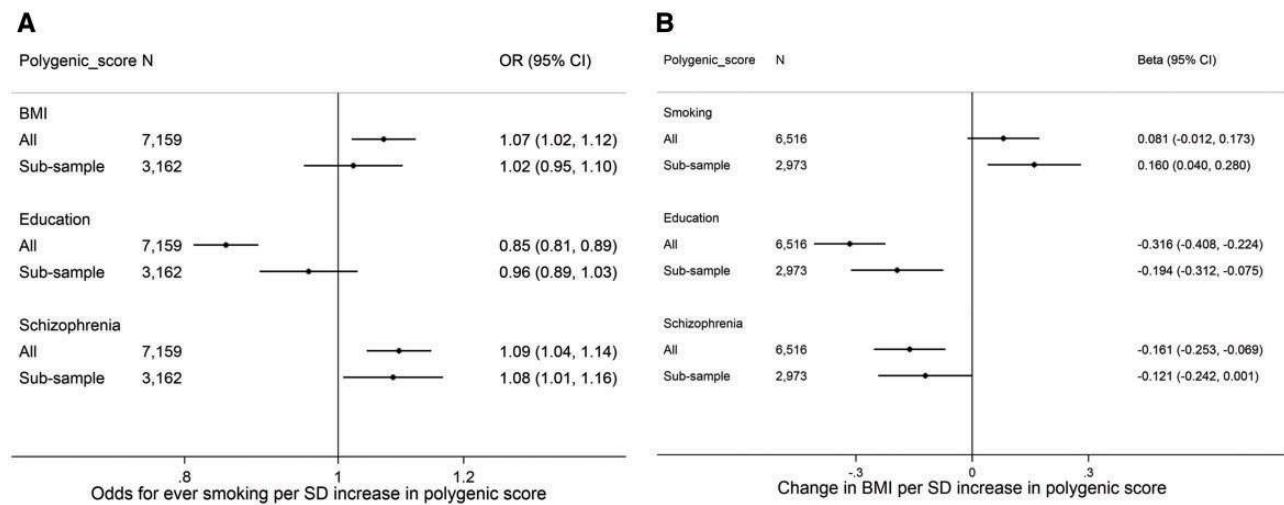 A
Polygenic_score N OR (95% CI)
BMI
All 7,159 1.07 (1.02, 1.12)
Sub-sample 3,162 1.02 (0.95, 1.10)
Education
All 7,159 0.85 (0.81, 0.89)
Sub-sample 3,162 0.96 (0.89, 1.03)
Schizophrenia
All 7,159 1.09 (1.04, 1.14)
Sub-sample 3,162 1.08 (1.01, 1.16)
.8 1 1.2
Odds for ever smoking per SD increase in polygenic score
B
Polygenic_score N Beta (95% CI)
Smoking
All 6,516 0.081 (-0.012, 0.173)
Sub-sample 2,973 0.160 (0.040, 0.280)
Education
All 6,516 -0.316 (-0.408, -0.224)
Sub-sample 2,973 -0.194 (-0.312, -0.075)
Schizophrenia
All 6,516 -0.161 (-0.253, -0.069)
Sub-sample 2,973 -0.121 (-0.242, 0.001)
-.3 0 .3
Change in BMI per SD increase in polygenic score